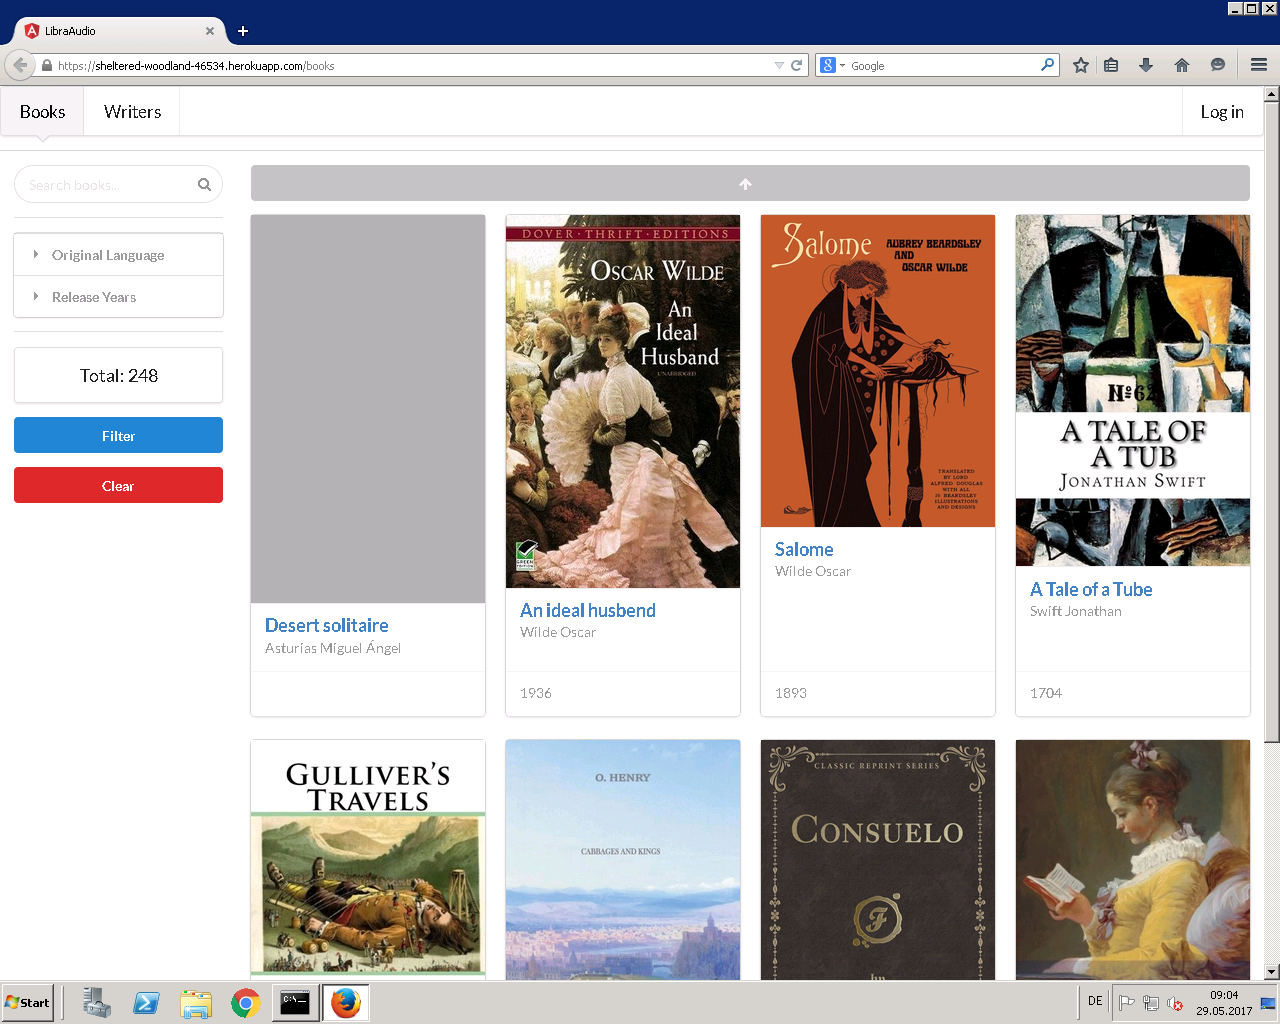 LibraAudio
https://sheltered-woodland-46534.herokuapp.com/books
Google
Books
Writers
Log in
Search books...
Original Language
Release Years
Total: 248
Filter
Clear
Desert solitaire
Asturias Miguel Ángel
DOVER · THRIFT · EDITIONS
OSCAR WILDE
An
Ideal
Husband
UNABRIDGED
GREEN
EDITION
An ideal husbend
Wilde Oscar
1936
Salome
AUBREY BEARDSLEY
AND
OSCAR WILDE
TRANSLATED
BY LORD
ALFRED DOUGLAS
WITH ALL
16 BEARDSLEY
ILLUSTRATIONS
AND DESIGNS
Salome
Wilde Oscar
1893
Nº62
A TALE OF
A TUB
JONATHAN SWIFT
A Tale of a Tube
Swift Jonathan
1704
GULLIVER'S
TRAVELS
O. HENRY
CABBAGES AND KINGS
CLASSIC REPRINT SERIES
CONSUELO
F
by
Start
C:\
DE
09:04
29.05.2017